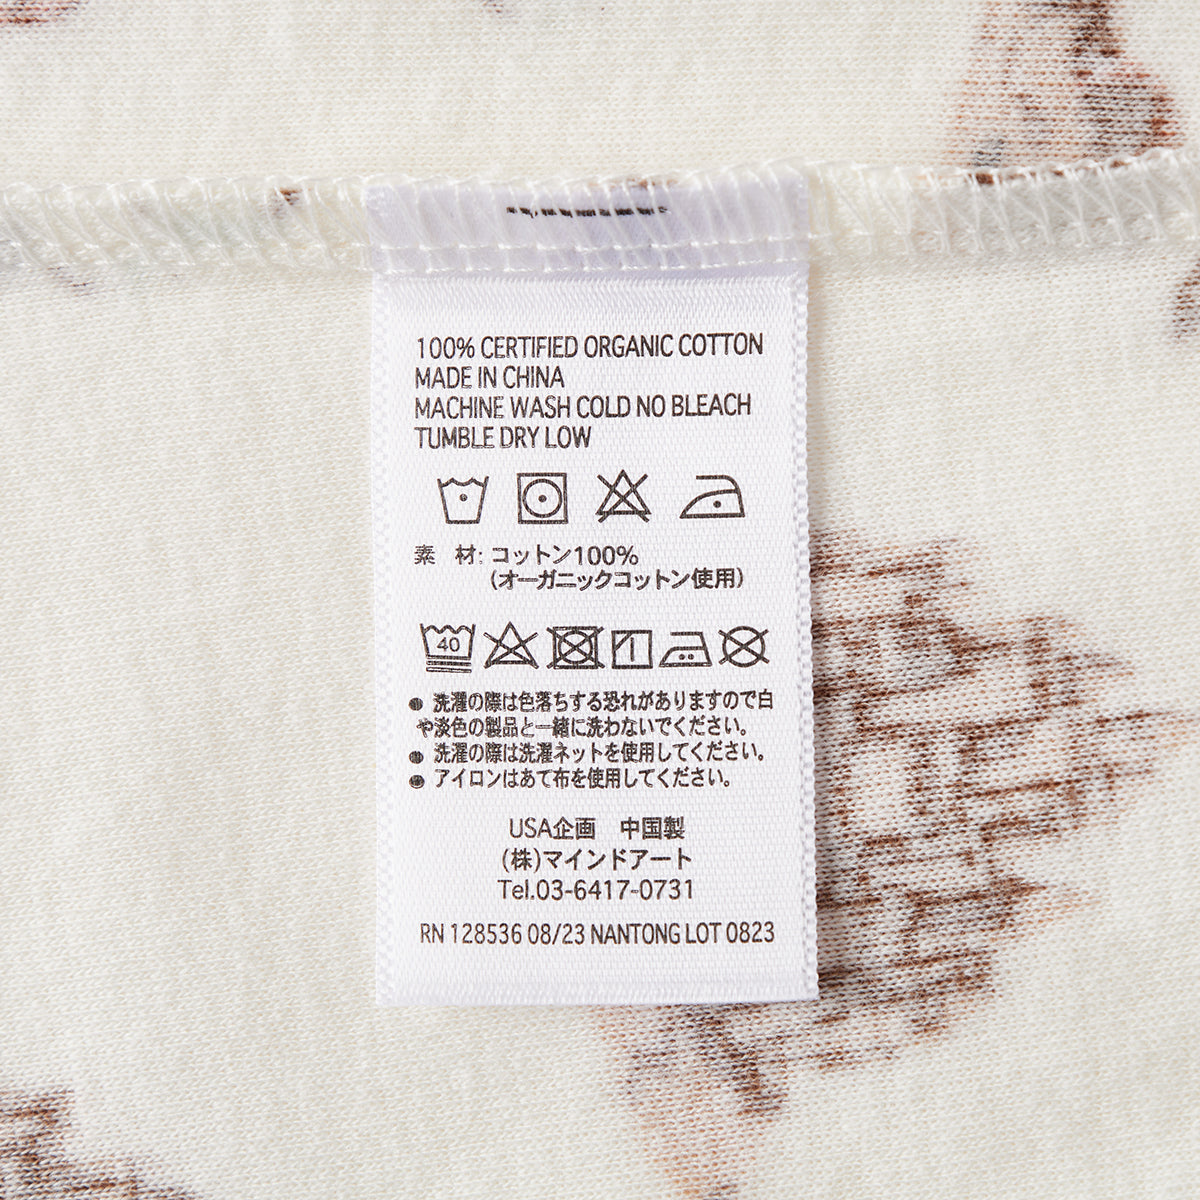 100% CERTIFIED ORGANIC COTTON
MADE IN CHINA
MACHINE WASH COLD NO BLEACH
TUMBLE DRY LOW
素 材: コットン100%
(オーガニックコットン使用)
40
● 洗濯の際は色落ちする恐れがありますので白
や淡色の製品と一緒に洗わないでください。
● 洗濯の際は洗濯ネットを使用してください。
● アイロンはあて布を使用してください。
USA企画 中国製
(株)マインドアート
Tel.03-6417-0731
RN 128536 08/23 NANTONG LOT 0823